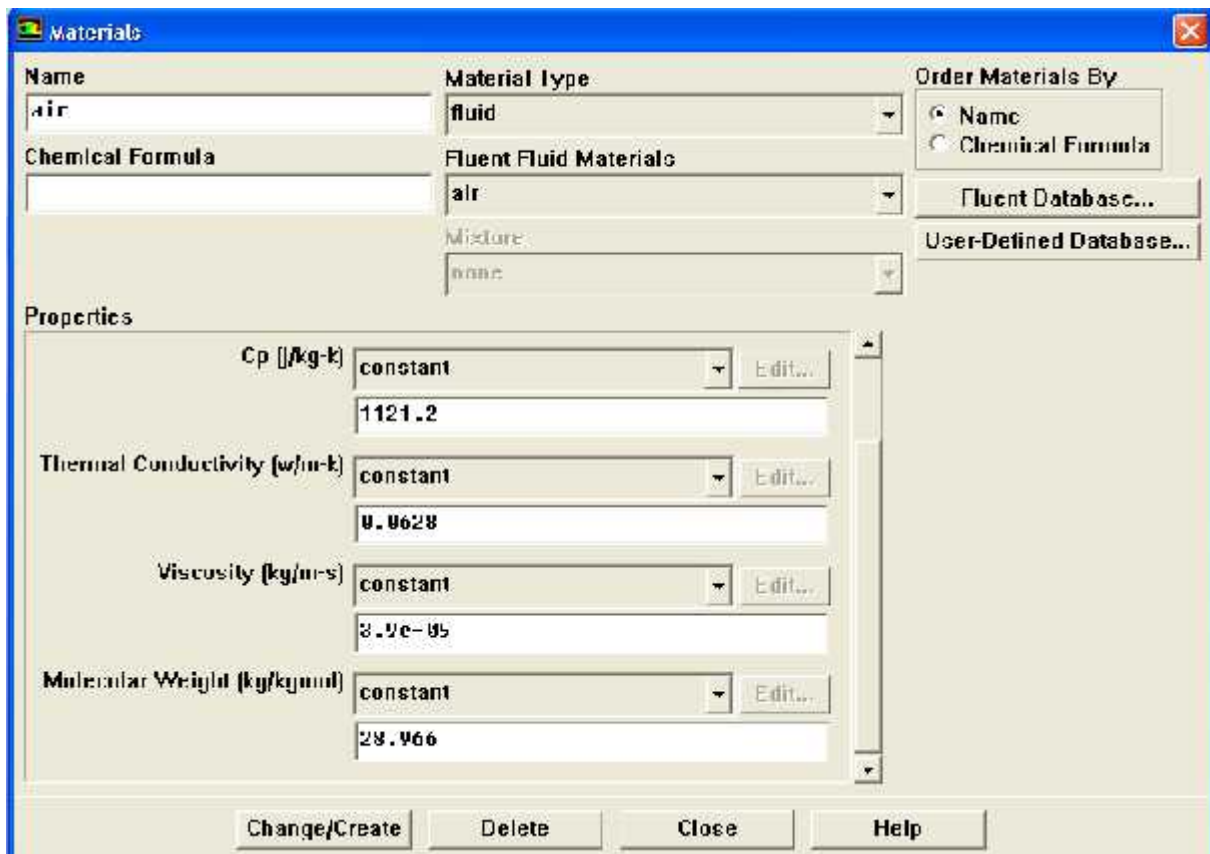 Materials
Name
air
Material Type
fluid
Order Materials By
Name
Chemical Formula
Chemical Formula
Fluent Fluid Materials
air
Fluent Database...
User-Defined Database...
Mixture
none
Properties
Cp (j/kg-k)
constant
Edit...
1121.2
Thermal Conductivity (w/m-k)
constant
Edit...
0.0628
Viscosity (kg/m-s)
constant
Edit...
3.9e-05
Molecular Weight (kg/kgmol)
constant
Edit...
28.966
Change/Create
Delete
Close
Help